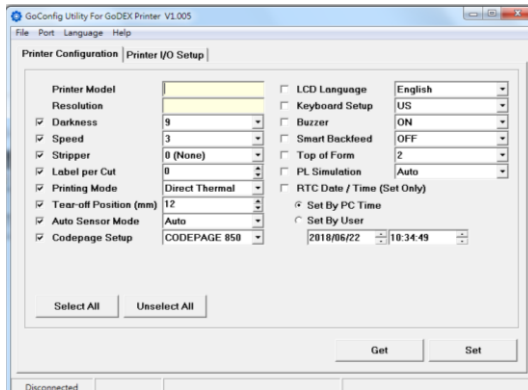 GoConfig Utility For GoDEX Printer V1.005
File Port Language Help
Printer Configuration Printer I/O Setup
Printer Model
Resolution
Darkness 9
Speed 3
Stripper 0 (None)
Label per Cut 0
Printing Mode Direct Thermal
Tear-off Position (mm) 12
Auto Sensor Mode Auto
Codepage Setup CODEPAGE 850
LCD Language English
Keyboard Setup US
Buzzer ON
Smart Backfeed OFF
Top of Form 2
PL Simulation Auto
RTC Date / Time (Set Only)
Set By PC Time
Set By User
2018/06/22 10:34:49
Select All Unselect All
Get Set
Disconnected